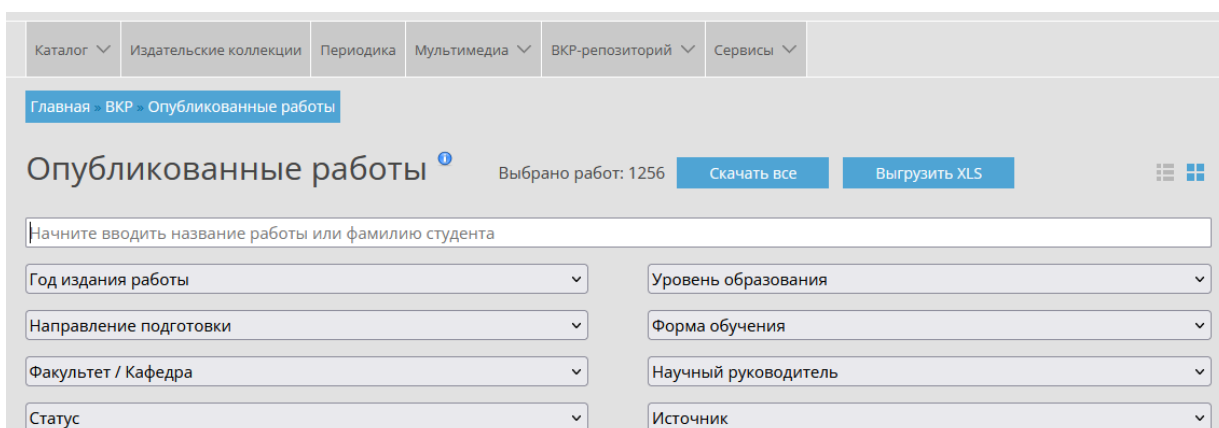 Каталог Издательские коллекции Периодика Мультимедиа ВКР-репозиторий Сервисы
Главная » ВКР » Опубликованные работы
Опубликованные работы Выбрано работ: 1256 Скачать все Выгрузить XLS
Начните вводить название работы или фамилию студента
Год издания работы Уровень образования
Направление подготовки Форма обучения
Факультет / Кафедра Научный руководитель
Статус Источник